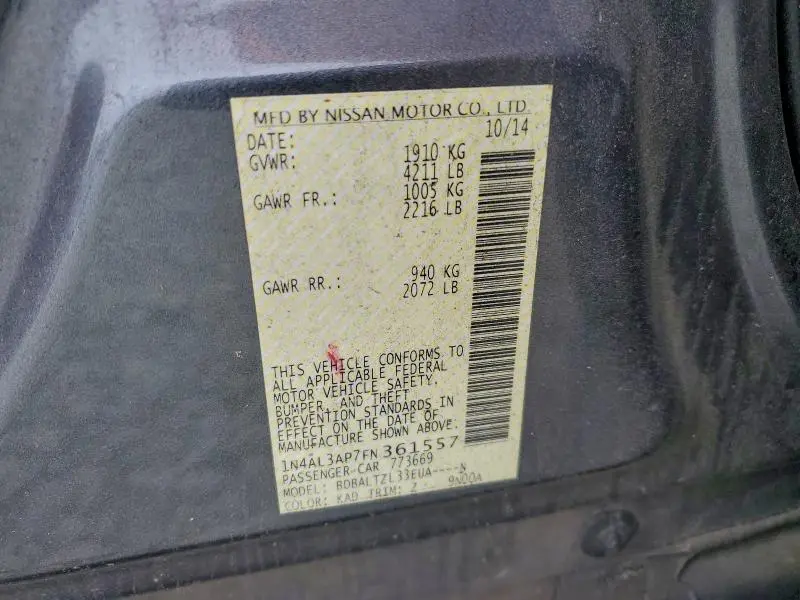 MFD BY NISSAN MOTOR CO., LTD.
DATE: 10/14
GVWR: 1910 KG
4211 LB
GAWR FR.: 1005 KG
2216 LB
GAWR RR.: 940 KG
2072 LB
THIS VEHICLE CONFORMS TO
ALL APPLICABLE FEDERAL
MOTOR VEHICLE SAFETY,
BUMPER, AND THEFT
PREVENTION STANDARDS IN
EFFECT ON THE DATE OF
MANUFACTURE SHOWN ABOVE.
1N4AL3AP7FN361557
PASSENGER CAR 773669
MODEL: BDBALTZL33EUA----N
COLOR: KAD TRIM: Z - 9N00A